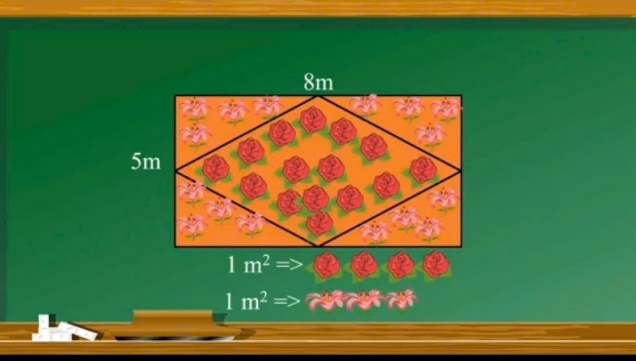 8m
5m
1 m² =>
1 m² =>